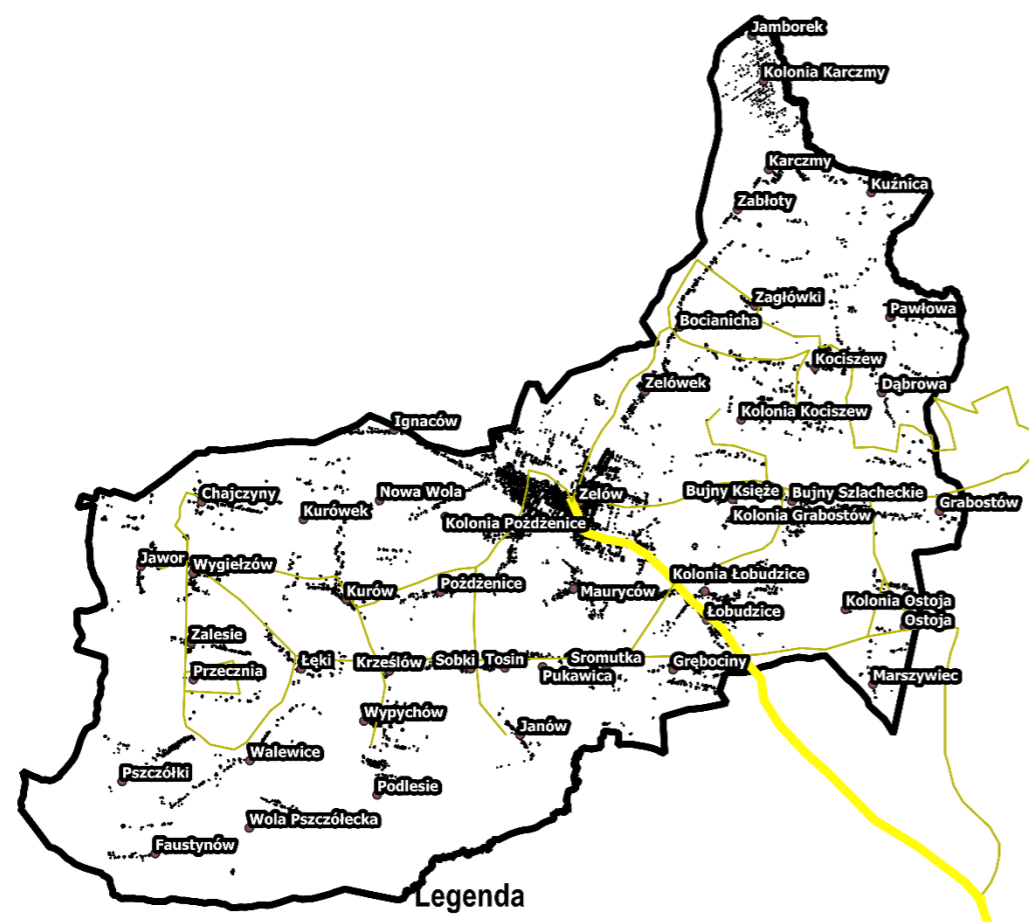 Jamborek
Kolonia Karczmy
Karczmy
Kuźnica
Zabłoty
Zagłówki
Pawłowa
Bocianicha
Kociszew
Zelówek
Dąbrowa
Kolonia Kociszew
Ignaców
Chajczyny
Nowa Wola
Zelów
Bujny Księże
Bujny Szlacheckie
Kurówek
Grabostów
Kolonia Pożdżenice
Kolonia Grabostów
Jawor
Wygiełzów
Kurów
Pożdżenice
Mauryców
Kolonia Łobudzice
Łobudzice
Kolonia Ostoja
Ostoja
Zalesie
Przecznia
Łęki
Krześlów
Sobki
Tosin
Sromutka
Pukawica
Grębociny
Marszywiec
Wypychów
Janów
Walewice
Pszczółki
Podlesie
Wola Pszczółecka
Faustynów
Legenda